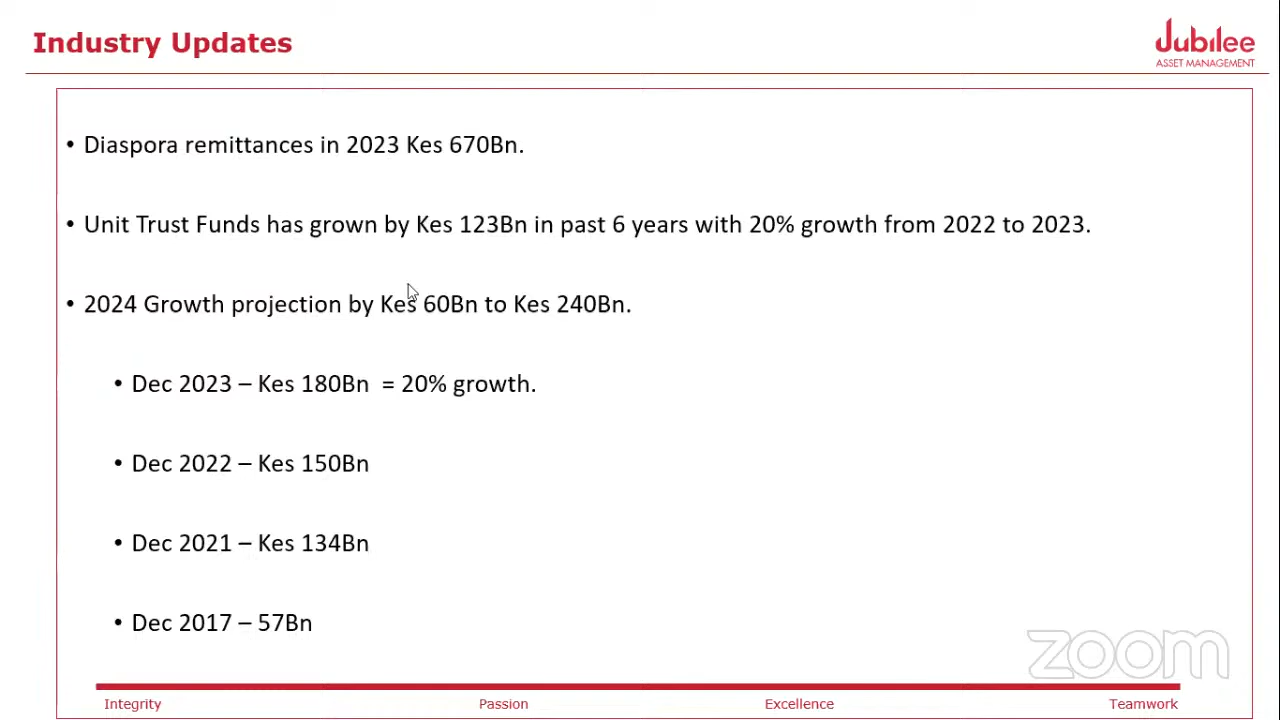 Industry Updates
Jubilee
ASSET MANAGEMENT
• Diaspora remittances in 2023 Kes 670Bn.
• Unit Trust Funds has grown by Kes 123Bn in past 6 years with 20% growth from 2022 to 2023.
• 2024 Growth projection by Kes 60Bn to Kes 240Bn.
• Dec 2023 – Kes 180Bn = 20% growth.
• Dec 2022 – Kes 150Bn
• Dec 2021 – Kes 134Bn
• Dec 2017 – 57Bn
zoom
Integrity Passion Excellence Teamwork